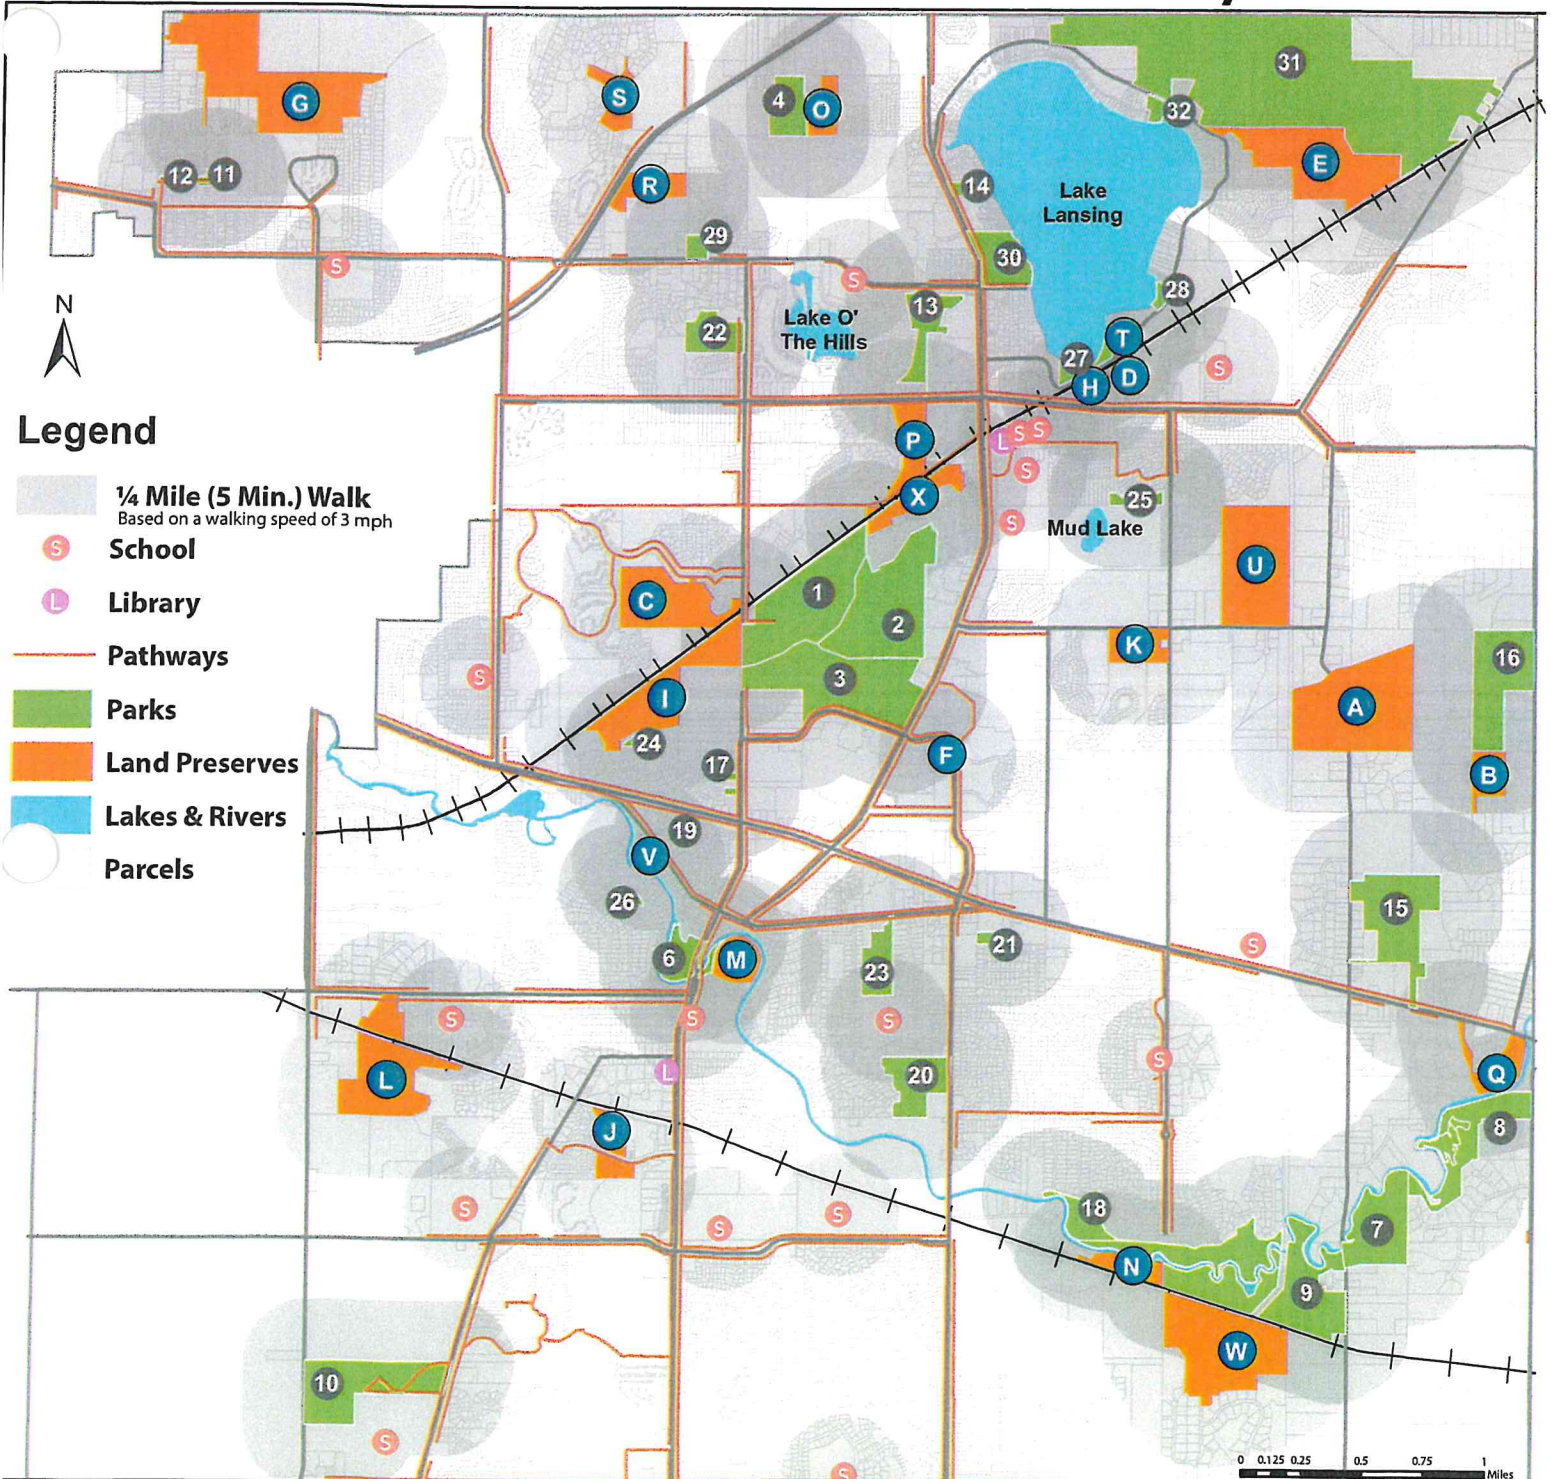 31
G
S
4
O
32
E
12
11
R
14
Lake
Lansing
29
30
S
S
28
13
N
Lake O'
The Hills
22
T
27
S
H
D
Legend
P
L
S
S
S
¼ Mile (5 Min.) Walk
Based on a walking speed of 3 mph
X
25
S
Mud Lake
S
School
U
1
C
L
Library
2
K
Pathways
16
S
3
I
A
Parks
24
F
17
Land Preserves
B
Lakes & Rivers
19
V
Parcels
26
15
21
S
6
M
23
S
S
S
S
L
L
20
Q
J
8
S
18
S
S
7
N
9
W
10
S
S
0 0.125 0.25 0.5 0.75 1
Miles